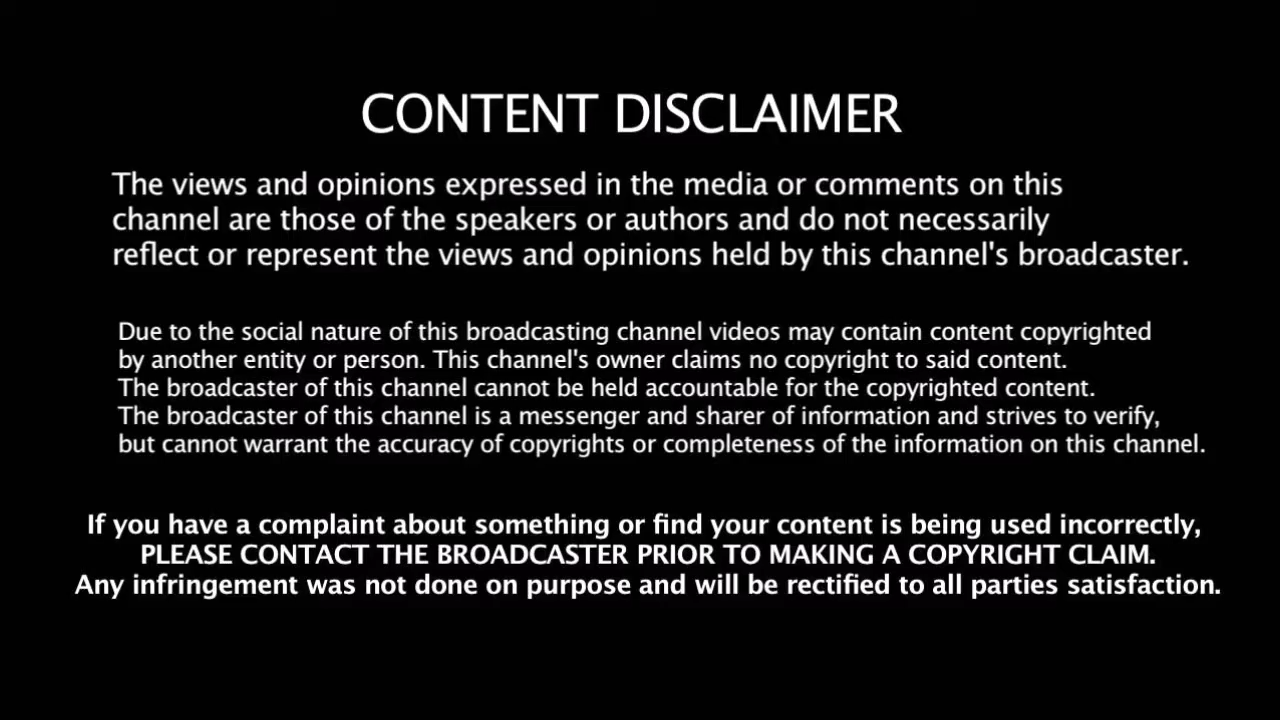 CONTENT DISCLAIMER
The views and opinions expressed in the media or comments on this
channel are those of the speakers or authors and do not necessarily
reflect or represent the views and opinions held by this channel's broadcaster.
Due to the social nature of this broadcasting channel videos may contain content copyrighted
by another entity or person. This channel's owner claims no copyright to said content.
The broadcaster of this channel cannot be held accountable for the copyrighted content.
The broadcaster of this channel is a messenger and sharer of information and strives to verify,
but cannot warrant the accuracy of copyrights or completeness of the information on this channel.
If you have a complaint about something or find your content is being used incorrectly,
PLEASE CONTACT THE BROADCASTER PRIOR TO MAKING A COPYRIGHT CLAIM.
Any infringement was not done on purpose and will be rectified to all parties satisfaction.